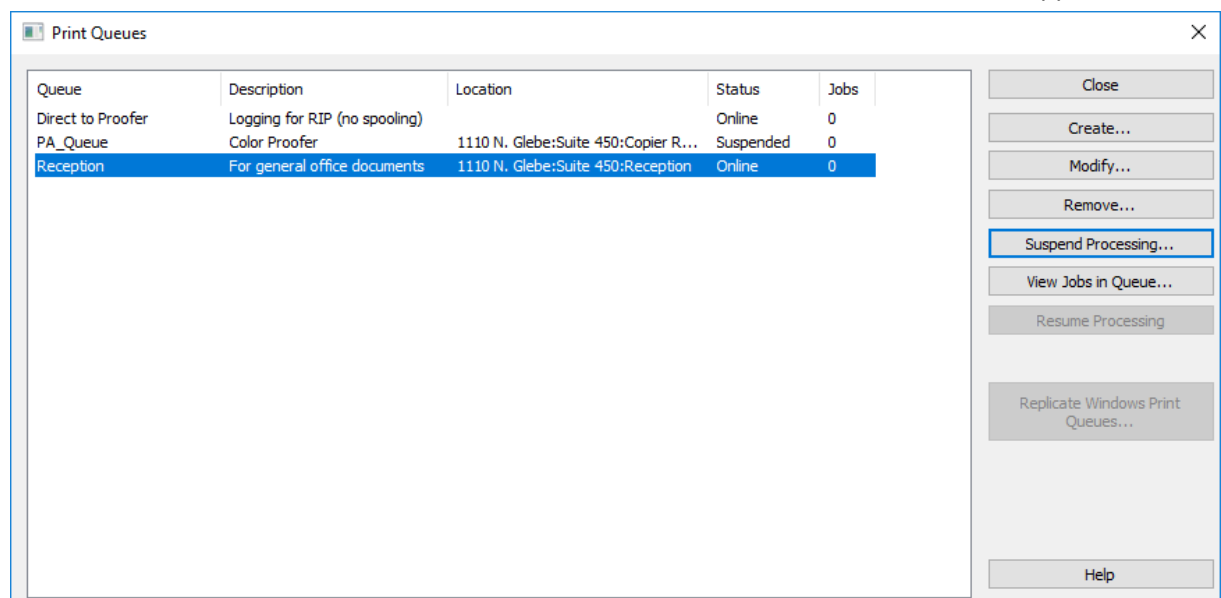 Print Queues
Queue Description Location Status Jobs
Direct to Proofer Logging for RIP (no spooling) Online 0
PA_Queue Color Proofer 1110 N. Glebe:Suite 450:Copier R... Suspended 0
Reception For general office documents 1110 N. Glebe:Suite 450:Reception Online 0
Close
Create...
Modify...
Remove...
Suspend Processing...
View Jobs in Queue...
Resume Processing
Replicate Windows Print
Queues...
Help